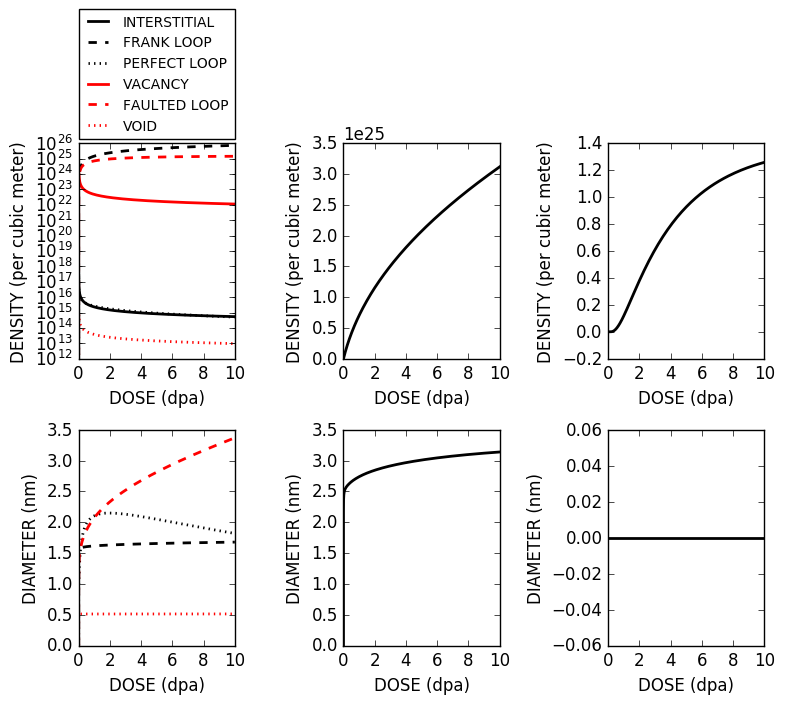 INTERSTITIAL
FRANK LOOP
PERFECT LOOP
VACANCY
FAULTED LOOP
VOID
DENSITY (per cubic meter)
10^26
10^25
10^24
10^23
10^22
10^21
10^20
10^19
10^18
10^17
10^16
10^15
10^14
10^13
10^12
0 2 4 6 8 10
DOSE (dpa)
1e25
DENSITY (per cubic meter)
3.5
3.0
2.5
2.0
1.5
1.0
0.5
0.0
0 2 4 6 8 10
DOSE (dpa)
DENSITY (per cubic meter)
1.4
1.2
1.0
0.8
0.6
0.4
0.2
0.0
−0.2
0 2 4 6 8 10
DOSE (dpa)
DIAMETER (nm)
3.5
3.0
2.5
2.0
1.5
1.0
0.5
0.0
0 2 4 6 8 10
DOSE (dpa)
DIAMETER (nm)
3.5
3.0
2.5
2.0
1.5
1.0
0.5
0.0
0 2 4 6 8 10
DOSE (dpa)
DIAMETER (nm)
0.06
0.04
0.02
0.00
−0.02
−0.04
−0.06
0 2 4 6 8 10
DOSE (dpa)